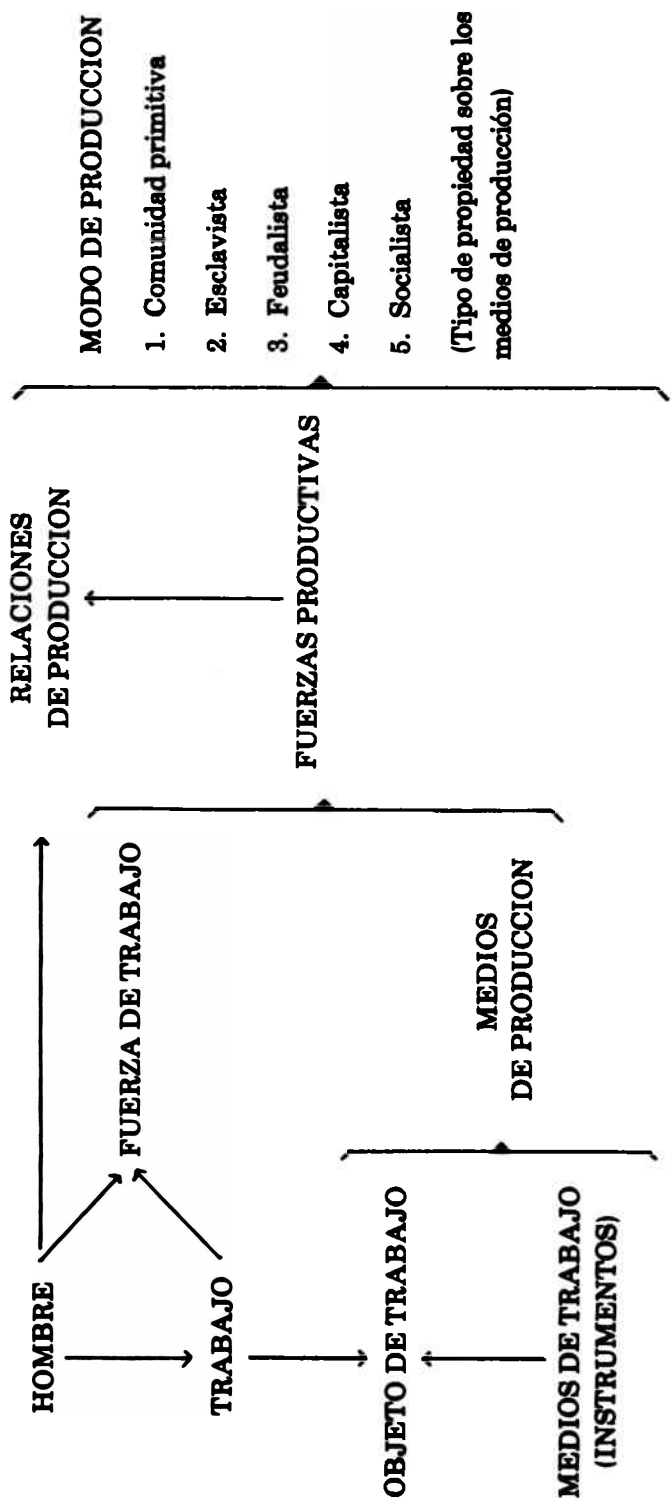 HOMBRE
TRABAJO
OBJETO DE TRABAJO
MEDIOS DE TRABAJO
(INSTRUMENTOS)
FUERZA DE TRABAJO
MEDIOS
DE PRODUCCION
RELACIONES
DE PRODUCCION
FUERZAS PRODUCTIVAS
MODO DE PRODUCCION
1. Comunidad primitiva
2. Esclavista
3. Feudalista
4. Capitalista
5. Socialista
(Tipo de propiedad sobre los
medios de producción)